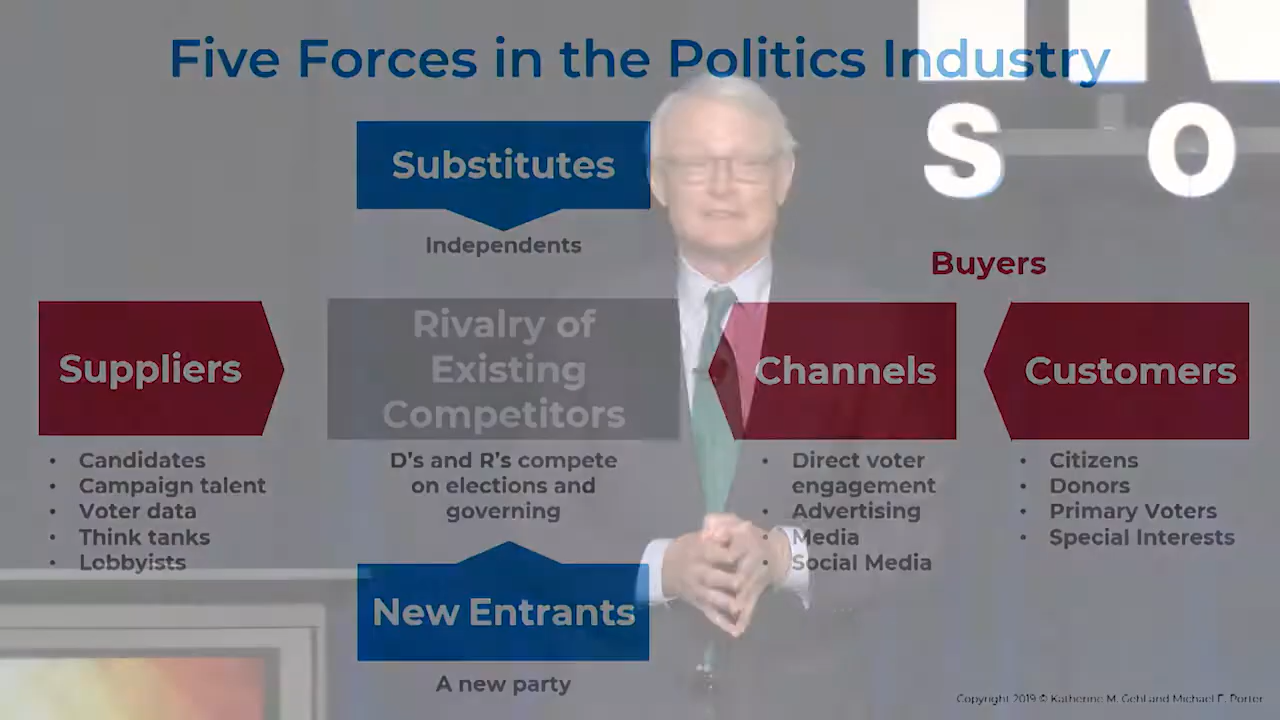 Five Forces in the Politics Industry
S O
Substitutes
Independents
Buyers
Suppliers
Rivalry of
Existing
Competitors
Channels
Customers
• Candidates
• Campaign talent
• Voter data
• Think tanks
• Lobbyists
D's and R's compete
on elections and
governing
• Direct voter
engagement
• Advertising
• Media
• Social Media
• Citizens
• Donors
• Primary Voters
• Special Interests
New Entrants
A new party
Copyright 2019 © Katherine M. Gehl and Michael E. Porter